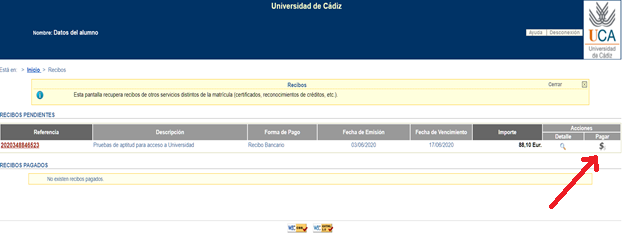 Universidad de Cádiz
Nombre: Datos del alumno
ayuda | Desconexión
UCA
Universidad
de Cádiz
Está en: > Inicio > Recibos
Recibos
Cerrar
Esta pantalla recupera recibos de otros servicios distintos de la matrícula (certificados, reconocimientos de créditos, etc.).
RECIBOS PENDIENTES
Referencia Descripción Forma de Pago Fecha de Emisión Fecha de Vencimiento Importe Acciones
Detalle Pagar
2020348846523 Pruebas de aptitud para acceso a Universidad Recibo Bancario 03/06/2020 17/06/2020 88,10 Eur.
RECIBOS PAGADOS
No existen recibos pagados.
W3C W3C